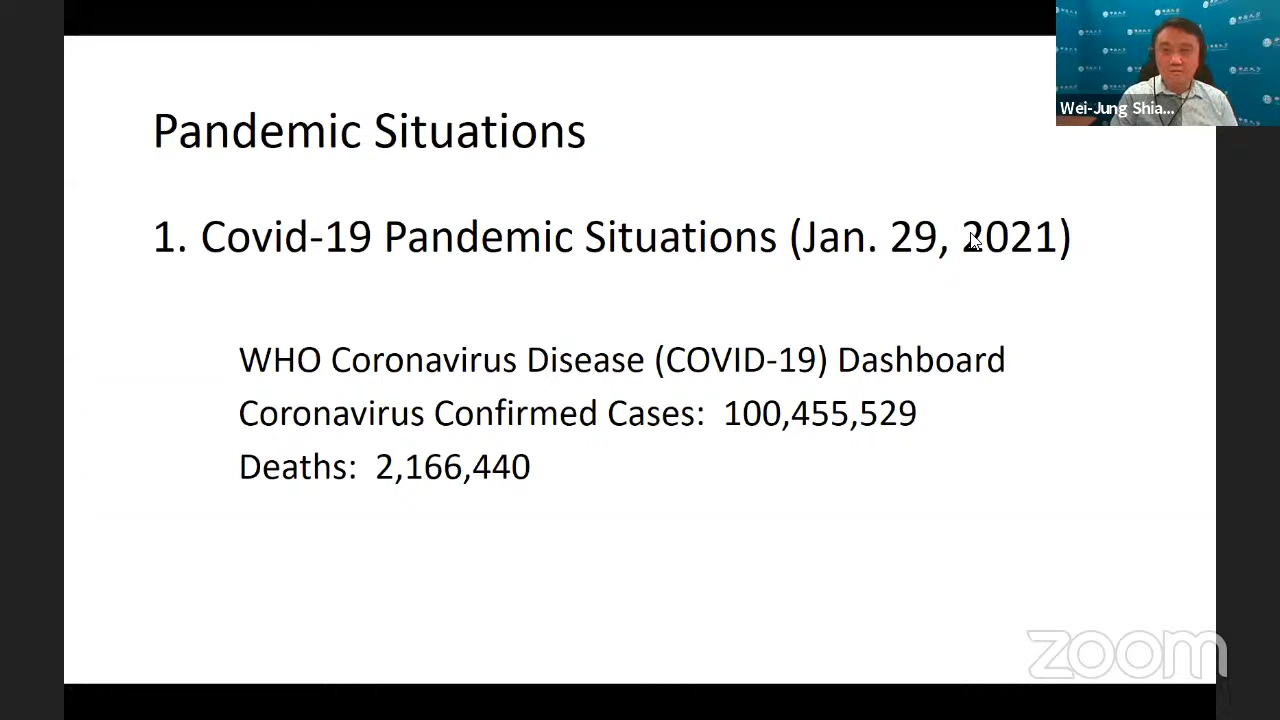 Wei-Jung Shia...
Pandemic Situations
1. Covid-19 Pandemic Situations (Jan. 29, 2021)
WHO Coronavirus Disease (COVID-19) Dashboard
Coronavirus Confirmed Cases: 100,455,529
Deaths: 2,166,440
zoom